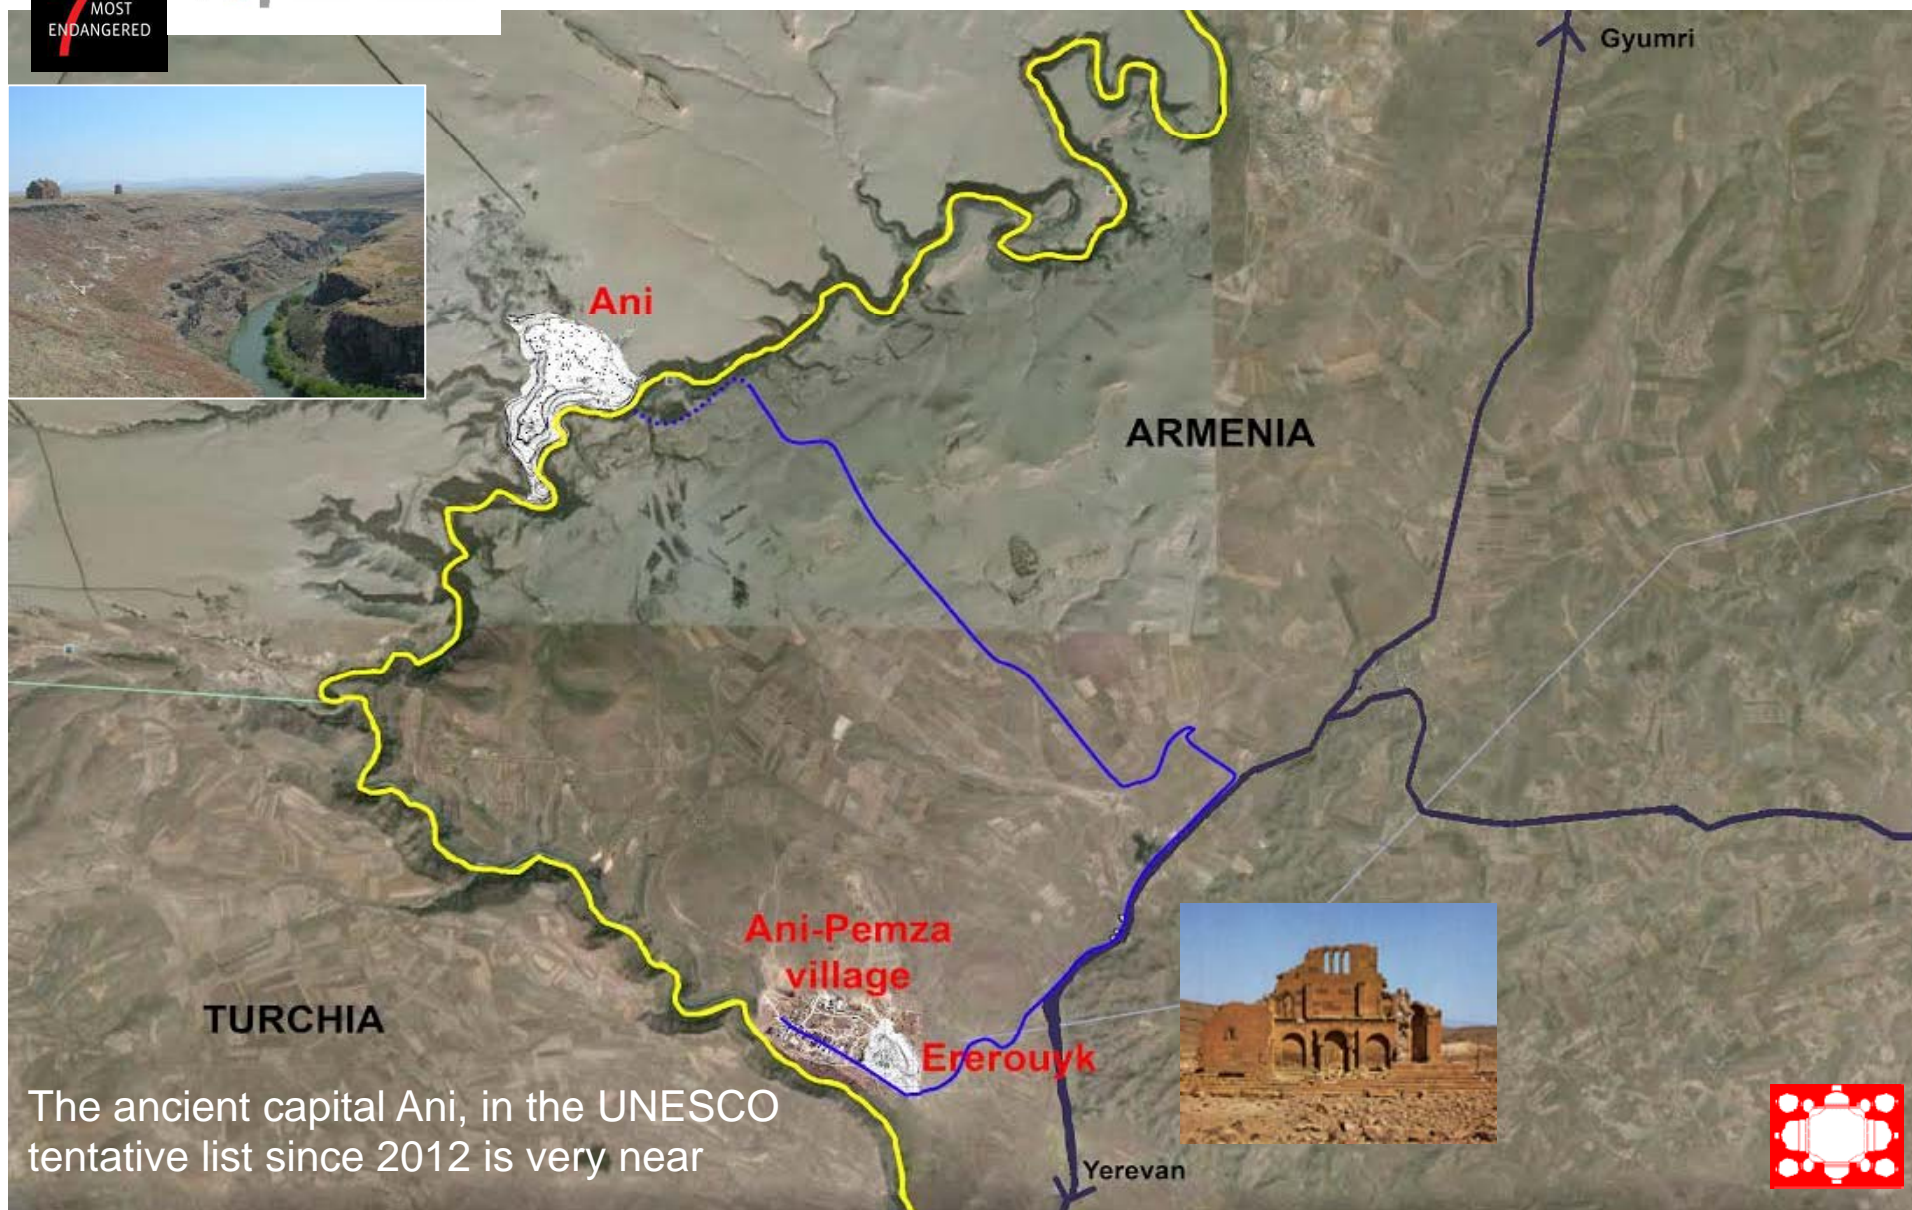 MOST
ENDANGERED
Gyumri
Ani
ARMENIA
Ani-Pemza
village
TURCHIA
Ererouyk
The ancient capital Ani, in the UNESCO
tentative list since 2012 is very near
Yerevan